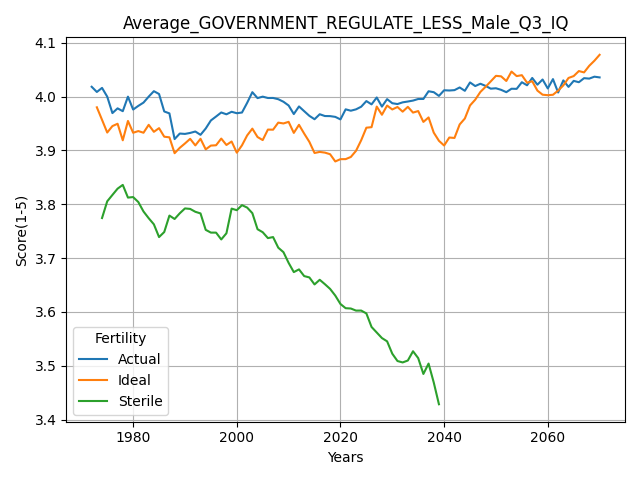 Average_GOVERNMENT_REGULATE_LESS_Male_Q3_IQ
4.1
4.0
3.9
3.8
3.7
3.6
3.5
3.4
Score(1-5)
Fertility
Actual
Ideal
Sterile
1980
2000
2020
2040
2060
Years